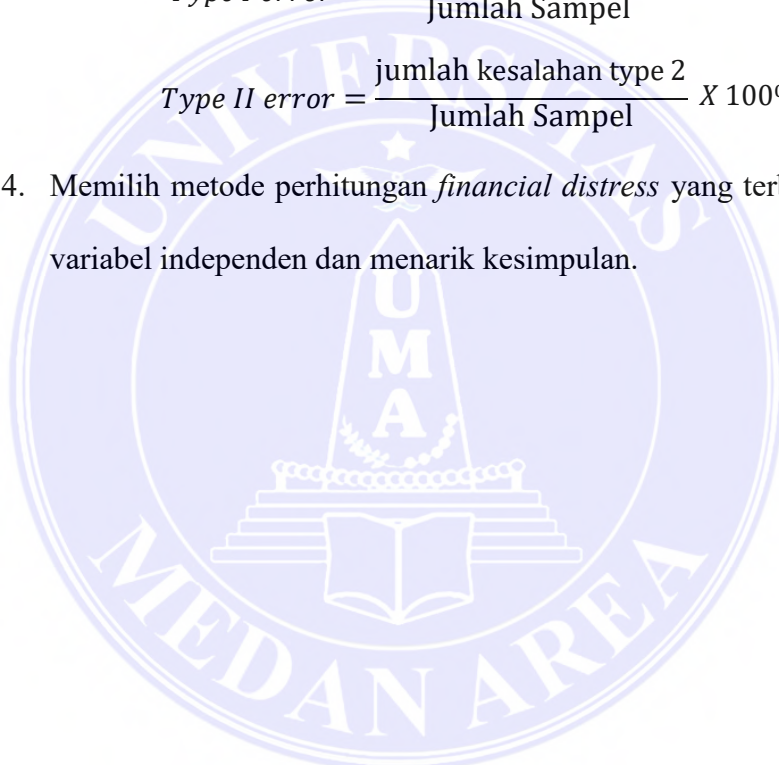 Jumlah Sampel
Type II error = jumlah kesalahan type 2 / Jumlah Sampel X 100
4. Memilih metode perhitungan financial distress yang
variabel independen dan menarik kesimpulan.
UNIVERSITAS
UMA
MEDAN AREA